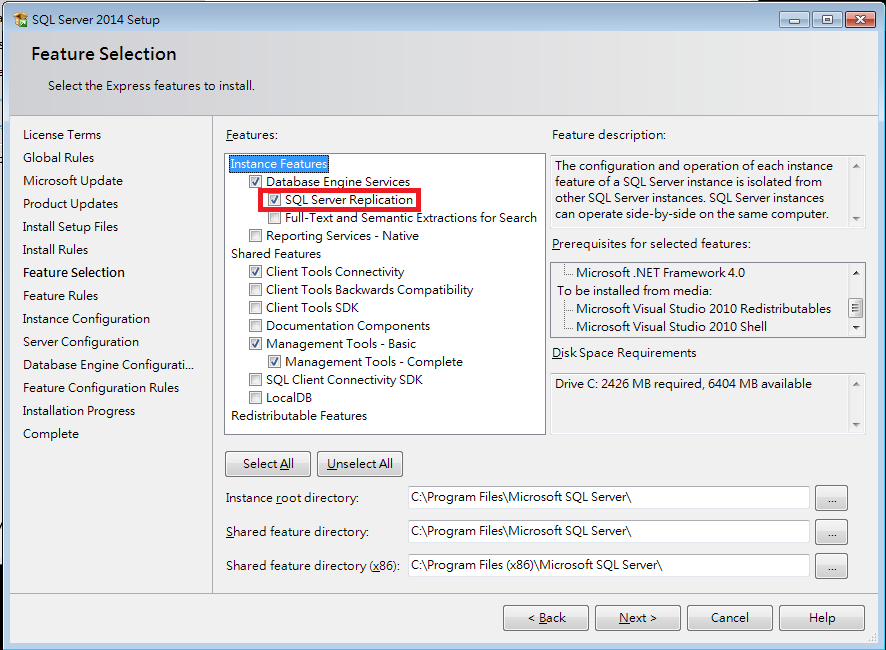 SQL Server 2014 Setup
Feature Selection
Select the Express features to install.
License Terms
Global Rules
Microsoft Update
Product Updates
Install Setup Files
Install Rules
Feature Selection
Feature Rules
Instance Configuration
Server Configuration
Database Engine Configurati...
Feature Configuration Rules
Installation Progress
Complete
Features:
Instance Features
Database Engine Services
SQL Server Replication
Full-Text and Semantic Extractions for Search
Reporting Services - Native
Shared Features
Client Tools Connectivity
Client Tools Backwards Compatibility
Client Tools SDK
Documentation Components
Management Tools - Basic
Management Tools - Complete
SQL Client Connectivity SDK
LocalDB
Redistributable Features
Feature description:
The configuration and operation of each instance
feature of a SQL Server instance is isolated from
other SQL Server instances. SQL Server instances
can operate side-by-side on the same computer.
Prerequisites for selected features:
Microsoft .NET Framework 4.0
To be installed from media:
Microsoft Visual Studio 2010 Redistributables
Microsoft Visual Studio 2010 Shell
Disk Space Requirements
Drive C: 2426 MB required, 6404 MB available
Select All
Unselect All
Instance root directory:
C:\Program Files\Microsoft SQL Server\
...
Shared feature directory:
C:\Program Files\Microsoft SQL Server\
...
Shared feature directory (x86):
C:\Program Files (x86)\Microsoft SQL Server\
...
< Back
Next >
Cancel
Help